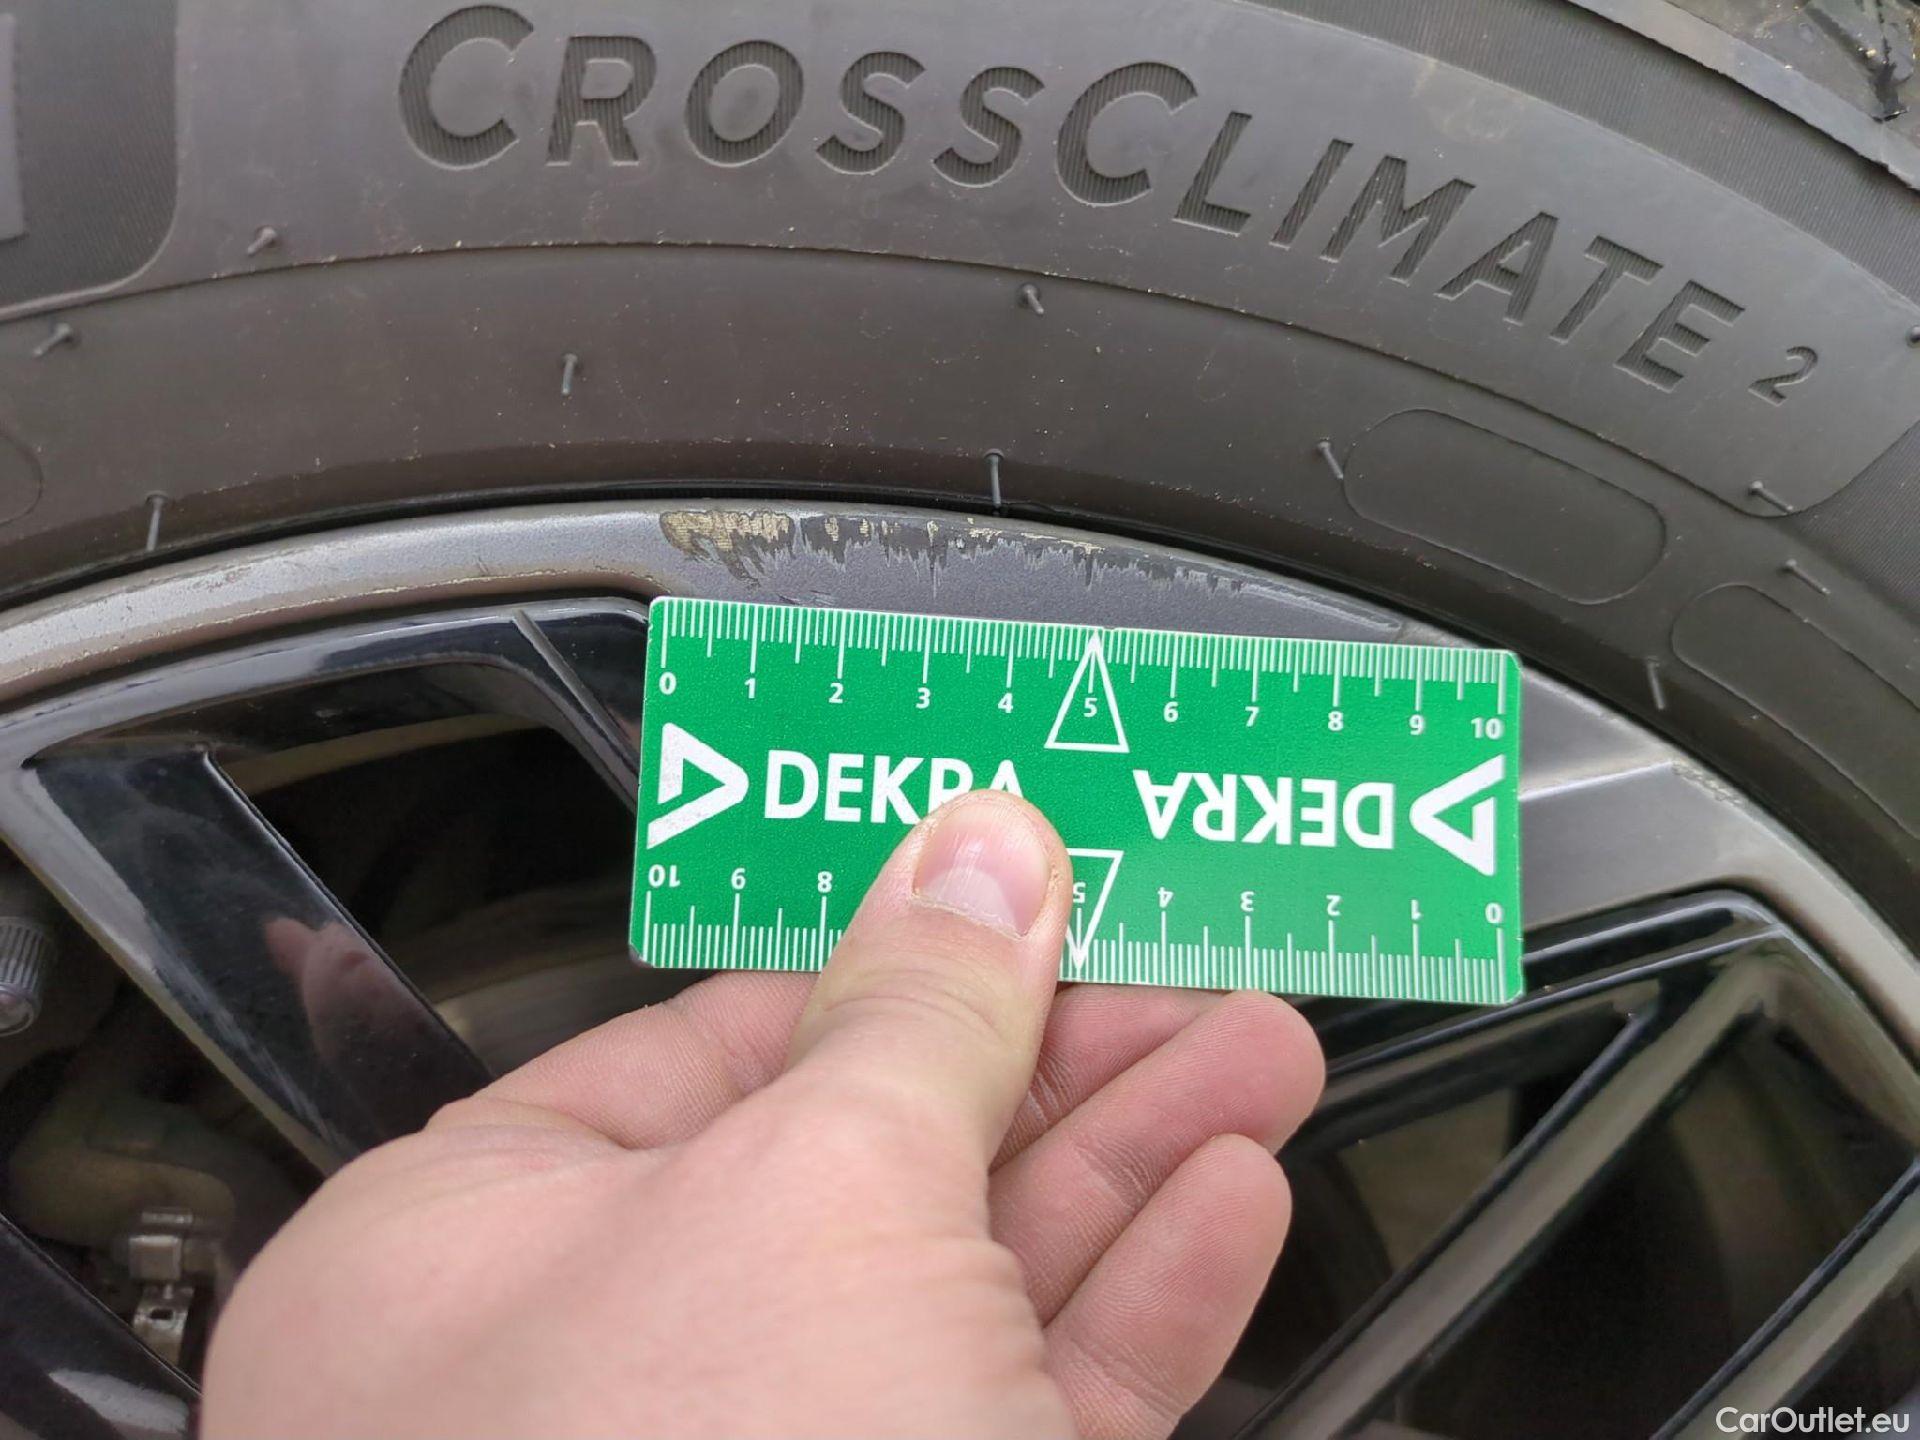 CROSSCLIMATE 2
0 1 2 3 4 5 6 7 8 9 10
DEKRA DEKRA
10 9 8 5 4 3 2 1 0
CarOutlet.eu